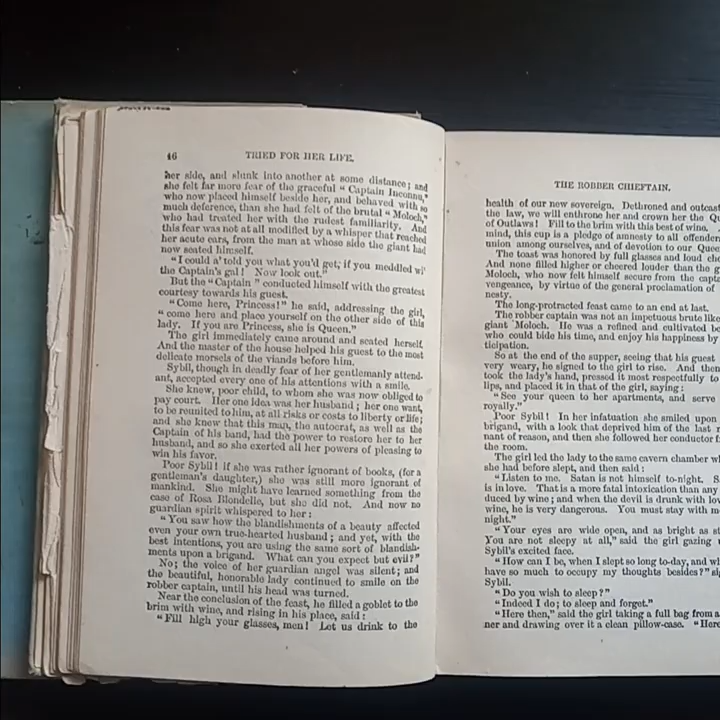 46 TRIED FOR HER LIFE.
her side, and slunk into another at some distance; and
she felt far more fear of the graceful "Captain Inconnu,"
who now placed himself beside her, and behaved with so
much deference, than she had felt of the brutal "Moloch,"
who had treated her with the rudest familiarity. And
this fear was not at all modified by a whisper that reached
her acute ears, from the man at whose side the giant had
now seated himself.
"I could a' told you what you'd get, if you meddled wi'
the Captain's gal! Now look out."
But the "Captain" conducted himself with the greatest
courtesy towards his guest.
"Come here, Princess!" he said, addressing the girl,
"come here and place yourself on the other side of this
lady. If you are Princess, she is Queen."
The girl immediately came around and seated herself.
And the master of the house helped his guest to the most
delicate morsels of the viands before him.
Sybil, though in deadly fear of her gentlemanly attend-
ant, accepted every one of his attentions with a smile.
She knew, poor child, to whom she was now obliged to
pay court. Her one idea was her husband; her one want,
to be reunited to him, at all risks or costs to liberty or life;
and she knew that this man, the autocrat, as well as the
Captain of his band, had the power to restore her to her
husband, and so she exerted all her powers of pleasing to
win his favor.
Poor Sybil! if she was rather ignorant of books, (for a
gentleman's daughter,) she was still more ignorant of
mankind. She might have learned something from the
case of Rosa Blondelle, but she did not. And now no
guardian spirit whispered to her:
"You saw how the blandishments of a beauty affected
even your own true-hearted husband; and yet, with the
best intentions, you are using the same sort of blandish-
ments upon a brigand. What can you expect but evil?"
No; the voice of her guardian angel was silent; and
the beautiful, honorable lady continued to smile on the
robber captain, until his head was turned.
Near the conclusion of the feast, he filled a goblet to the
brim with wine, and rising in his place, said:
"Fill high your glasses, men! Let us drink to the
THE ROBBER CHIEFTAIN.
health of our new sovereign. Dethroned and outcast
the law, we will enthrone her and crown her the Qu
of Outlaws! Fill to the brim with this best of wine.
mind, this cup is a pledge of amnesty to all offenders
union among ourselves, and of devotion to our Quee
The toast was honored by full glasses and loud che
And none filled higher or cheered louder than the g
Moloch, who now felt himself secure from the capta
vengeance, by virtue of the general proclamation of
nesty.
The long-protracted feast came to an end at last.
The robber captain was not an impetuous brute like
giant Moloch. He was a refined and cultivated be
who could bide his time, and enjoy his happiness by
ticipation.
So at the end of the supper, seeing that his guest
very weary, he signed to the girl to rise. And then
took the lady's hand, pressed it most respectfully to
lips, and placed it in that of the girl, saying:
"See your queen to her apartments, and serve
royally."
Poor Sybil! In her infatuation she smiled upon
brigand, with a look that deprived him of the last r
nant of reason, and then she followed her conductor f
the room.
The girl led the lady to the same cavern chamber wh
she had before slept, and then said:
"Listen to me. Satan is not himself to-night. S
is in love. That is a more fatal intoxication than any
duced by wine; and when the devil is drunk with lov
wine, he is very dangerous. You must stay with m
night."
"Your eyes are wide open, and as bright as st
You are not sleepy at all," said the girl gazing
Sybil's excited face.
"How can I be, when I slept so long to-day, and wi
have so much to occupy my thoughts besides?" sig
Sybil.
"Do you wish to sleep?"
"Indeed I do; to sleep and forget."
"Here then," said the girl taking a full bag from a
ner and drawing over it a clean pillow-case. "Here